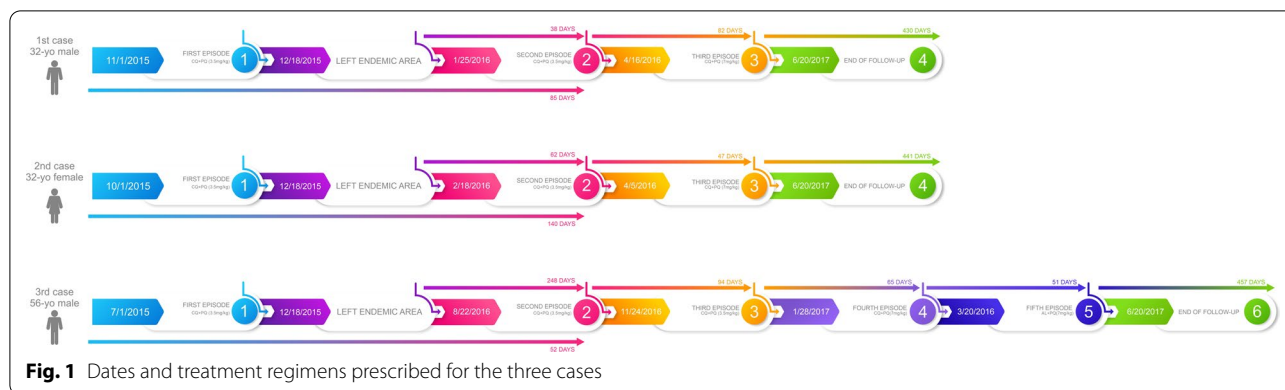 38 DAYS
82 DAYS
430 DAYS
1st case
32-yo male
11/1/2015
FIRST EPISODE
CQ+PQ (3.5mg/kg)
1
12/18/2015
LEFT ENDEMIC AREA
1/25/2016
SECOND EPISODE
CQ+PQ (3.5mg/kg)
2
4/16/2016
THIRD EPISODE
CQ+PQ (7mg/kg)
3
6/20/2017
END OF FOLLOW-UP
4
85 DAYS
62 DAYS
47 DAYS
441 DAYS
2nd case
32-yo female
10/1/2015
FIRST EPISODE
CQ+PQ (3.5mg/kg)
1
12/18/2015
LEFT ENDEMIC AREA
2/18/2016
SECOND EPISODE
CQ+PQ (3.5mg/kg)
2
4/5/2016
THIRD EPISODE
CQ+PQ (7mg/kg)
3
6/20/2017
END OF FOLLOW-UP
4
140 DAYS
248 DAYS
94 DAYS
65 DAYS
51 DAYS
457 DAYS
3rd case
56-yo male
7/1/2015
FIRST EPISODE
CQ+PQ (3.5mg/kg)
1
12/18/2015
LEFT ENDEMIC AREA
8/22/2016
SECOND EPISODE
CQ+PQ (3.5mg/kg)
2
11/24/2016
THIRD EPISODE
CQ+PQ (3.5mg/kg)
3
1/28/2017
FOURTH EPISODE
CQ+PQ(7mg/kg)
4
3/20/2016
FIFTH EPISODE
AL+PQ(7mg/kg)
5
6/20/2017
END OF FOLLOW-UP
6
52 DAYS
Fig. 1 Dates and treatment regimens prescribed for the three cases